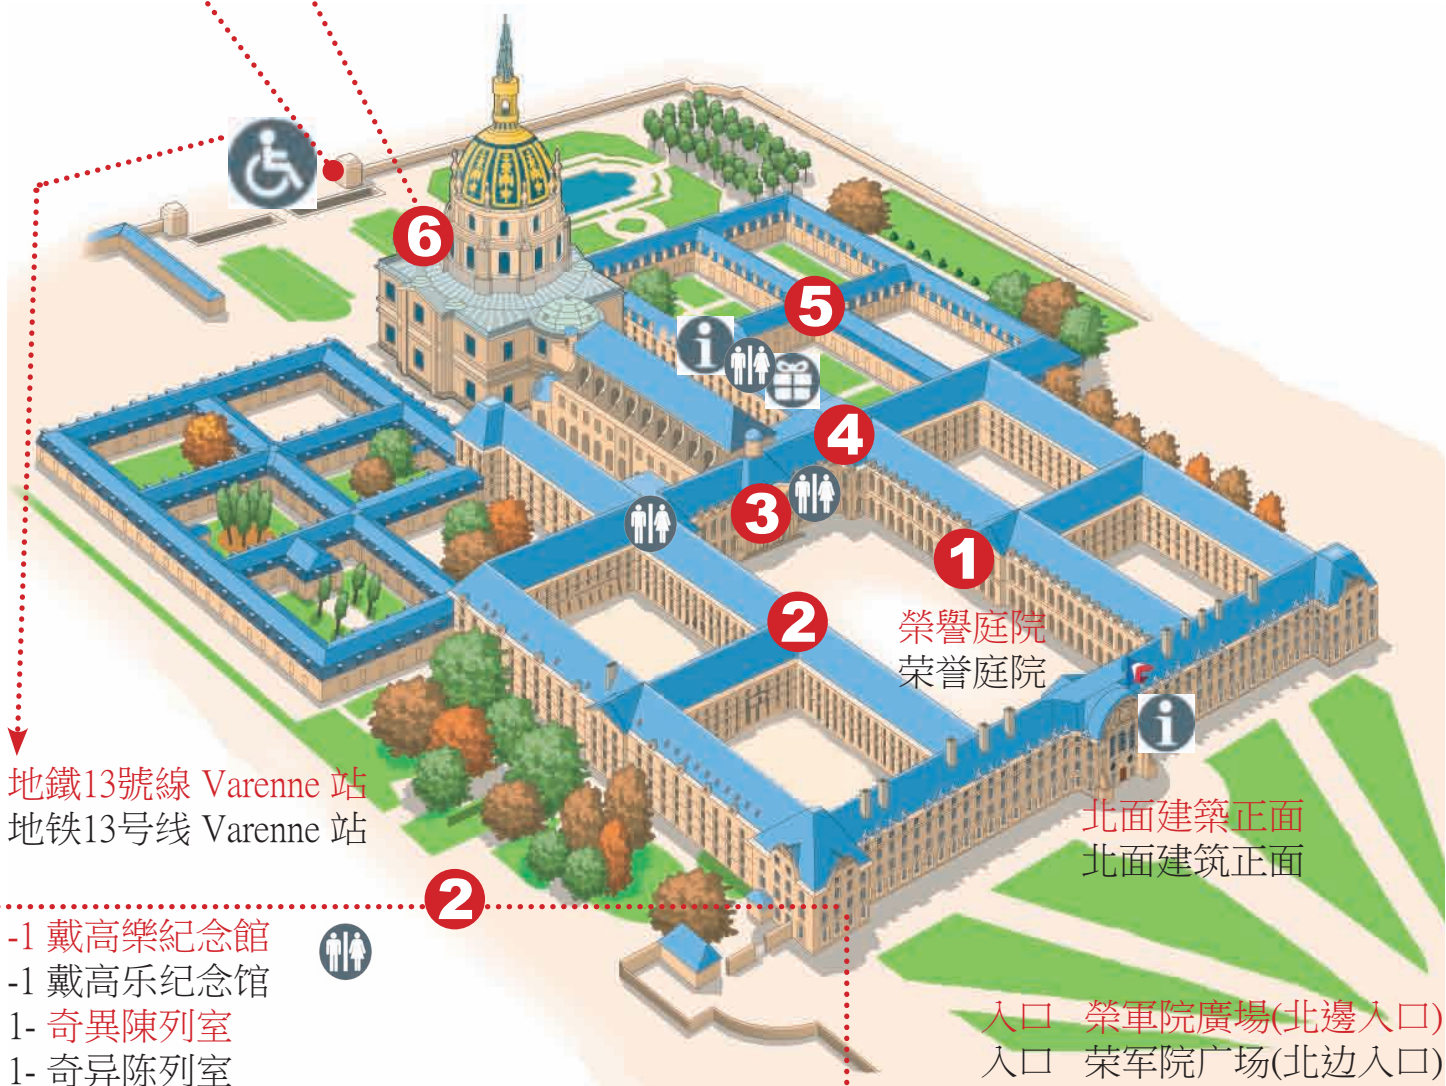 6
5
4
3
1
2
榮譽庭院
荣誉庭院
地鐵13號線 Varenne 站
地铁13号线 Varenne 站
北面建築正面
北面建筑正面
2
-1 戴高樂紀念館
-1 戴高乐纪念馆
1- 奇異陳列室
1- 奇异陈列室
入口 榮軍院廣場(北邊入口)
入口 荣军院广场(北边入口)